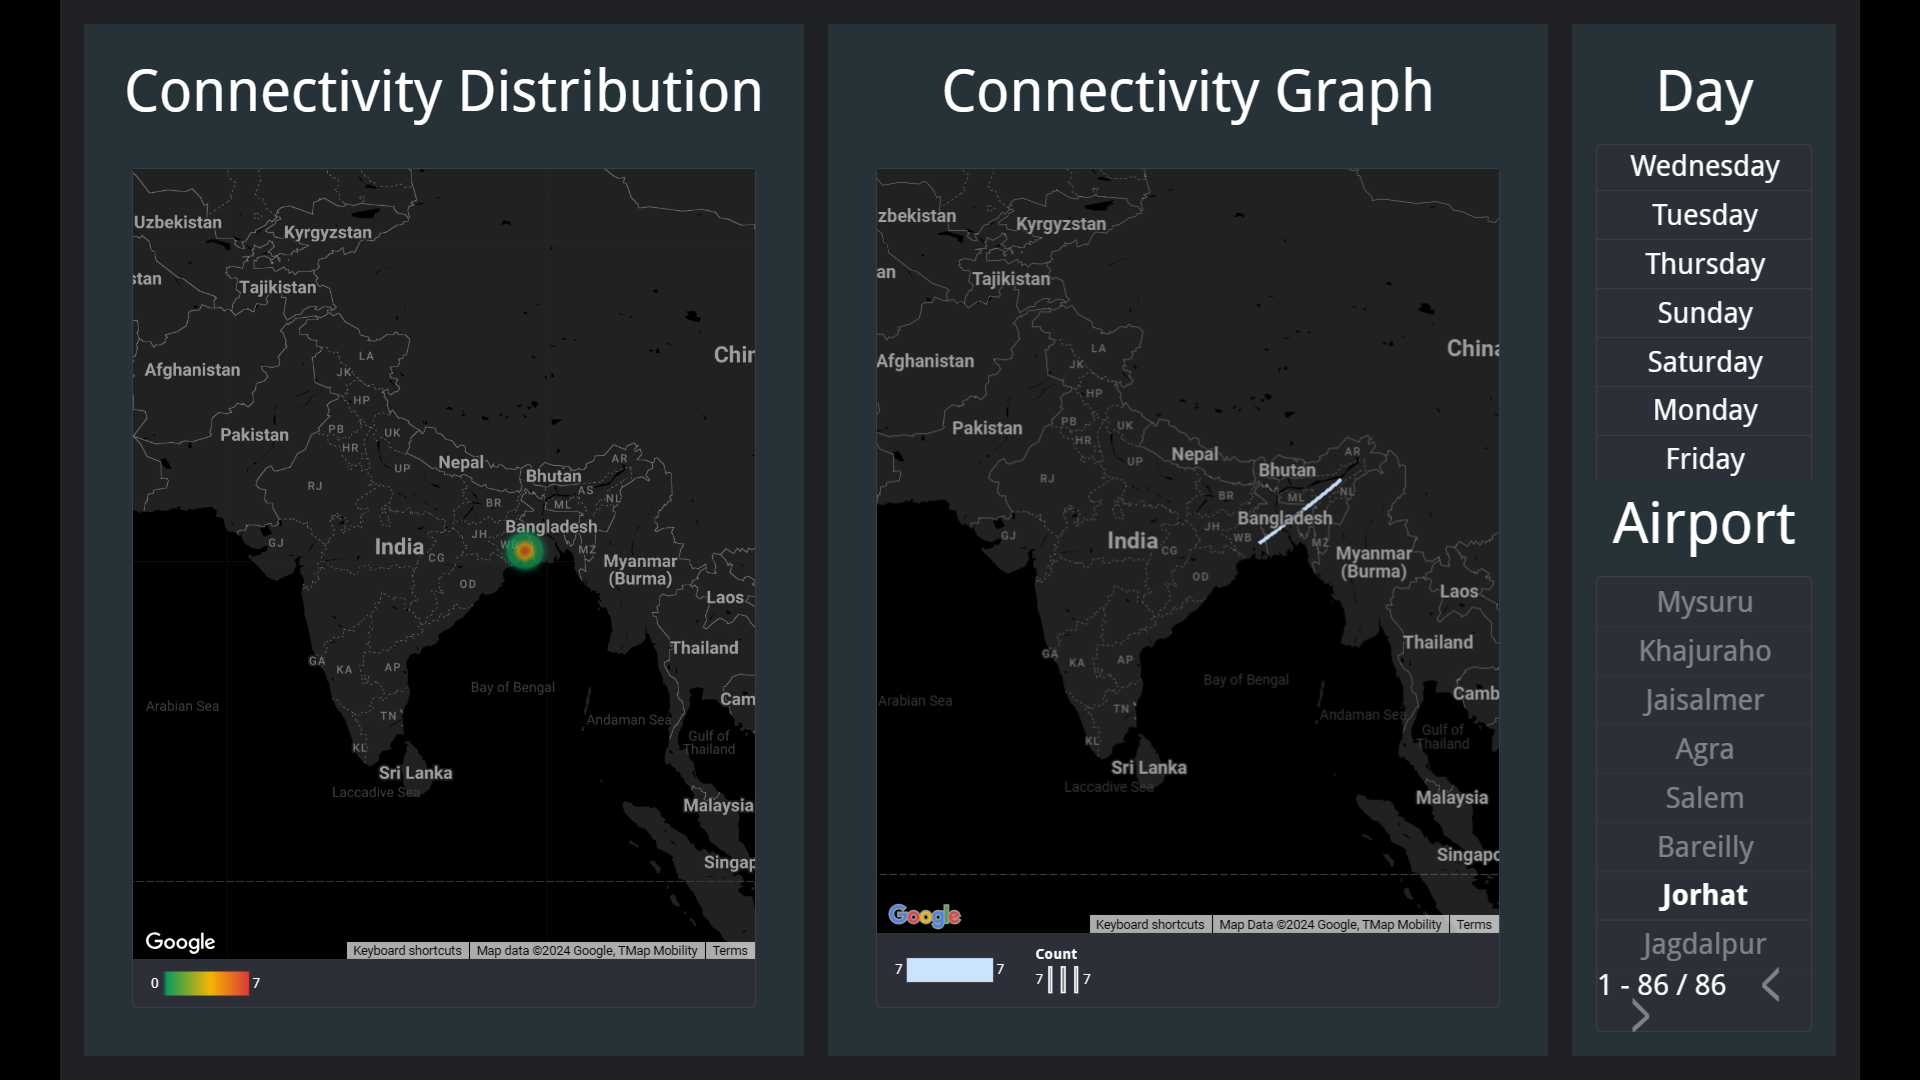 Connectivity Distribution
Uzbekistan
Kyrgyzstan
stan
Tajikistan
LA
Chin
Afghanistan
JK
HP
PB
UK
Pakistan
HR
Nepal
AR
UP
Bhutan
RJ
AS
BR
ML
NL
Bangladesh
JH
GJ
India
WB
MZ
CG
Myanmar
(Burma)
OD
Laos
Thailand
GA
KA
AP
Bay of Bengal
Cam
Arabian Sea
TN
Andaman Sea
Gulf of
Thailand
KL
Sri Lanka
Laccadive Sea
Malaysia
Singap
Google
Keyboard shortcuts
Map data ©2024 Google, TMap Mobility
Terms
0
7
Connectivity Graph
zbekistan
Kyrgyzstan
an
Tajikistan
LA
China
Afghanistan
JK
HP
PB
UK
Pakistan
HR
Nepal
AR
UP
Bhutan
RJ
BR
ML
NL
Bangladesh
JH
GJ
India
WB
MZ
CG
Myanmar
(Burma)
OD
Laos
Thailand
GA
KA
AP
Bay of Bengal
Camb
Arabian Sea
TN
Andaman Sea
Gulf of
Thailand
KL
Sri Lanka
Laccadive Sea
Malaysia
Singapo
Google
Keyboard shortcuts
Map Data ©2024 Google, TMap Mobility
Terms
7
7
Count
7
7
Day
Wednesday
Tuesday
Thursday
Sunday
Saturday
Monday
Friday
Airport
Mysuru
Khajuraho
Jaisalmer
Agra
Salem
Bareilly
Jorhat
Jagdalpur
1 - 86 / 86